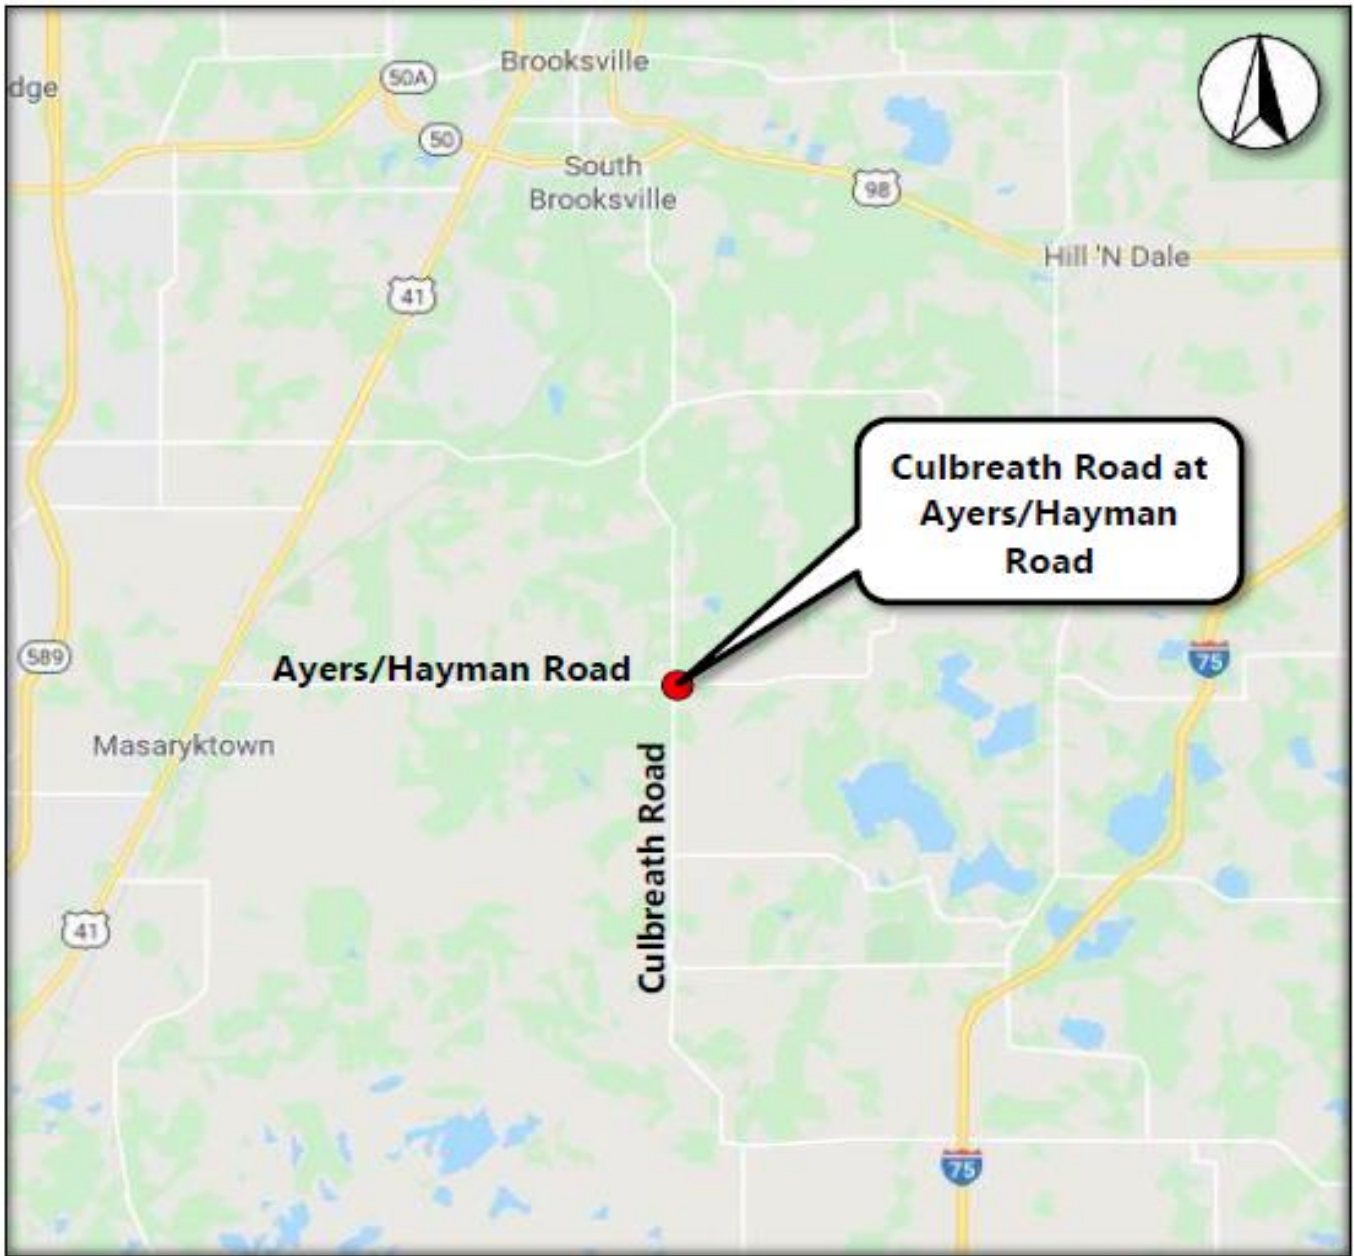 Brooksville
50A
dge
50
South
Brooksville
98
Hill 'N Dale
41
Culbreath Road at
Ayers/Hayman
Road
589
Ayers/Hayman Road
75
Masaryktown
Culbreath Road
41
75